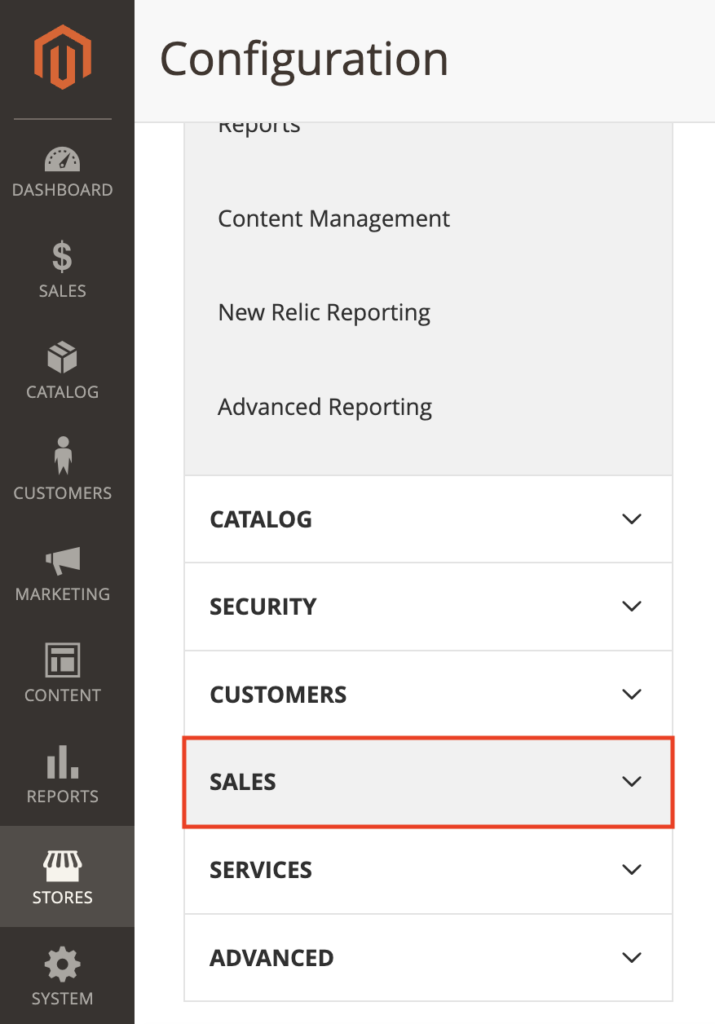 Configuration
DASHBOARD
SALES
CATALOG
CUSTOMERS
MARKETING
CONTENT
REPORTS
STORES
SYSTEM
Reports
Content Management
New Relic Reporting
Advanced Reporting
CATALOG
SECURITY
CUSTOMERS
SALES
SERVICES
ADVANCED